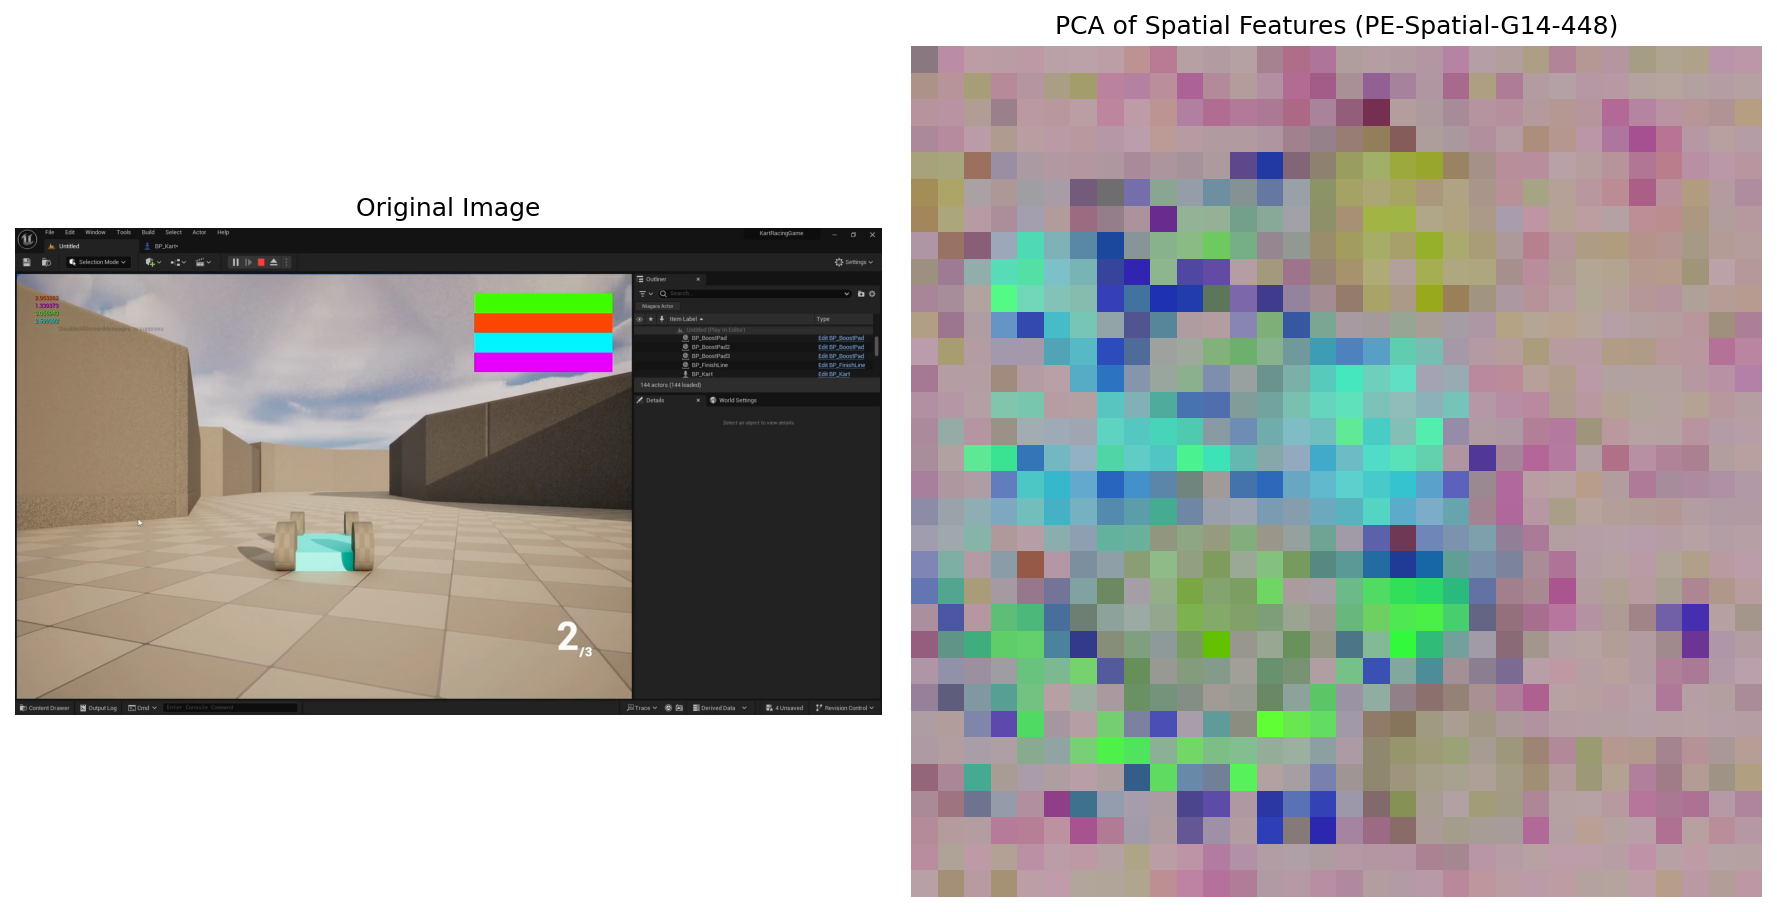 PCA of Spatial Features (PE-Spatial-G14-448)
Original Image
File Edit Window Tools Build Select Actor Help
KartRacingGame
Untitled
BP_Kart•
Selection Mode
Settings
Outliner
Search...
Niagara Actor
Item Label
Type
Untitled (Play In Editor)
BP_BoostPad Edit BP_BoostPad
BP_BoostPad2 Edit BP_BoostPad
BP_BoostPad3 Edit BP_BoostPad
BP_FinishLine Edit BP_FinishLine
BP_Kart Edit BP_Kart
144 actors (144 loaded)
Details
World Settings
Select an object to view details.
2/3
Content Drawer
Output Log
Cmd
Enter Console Command
Trace
Derived Data
4 Unsaved
Revision Control